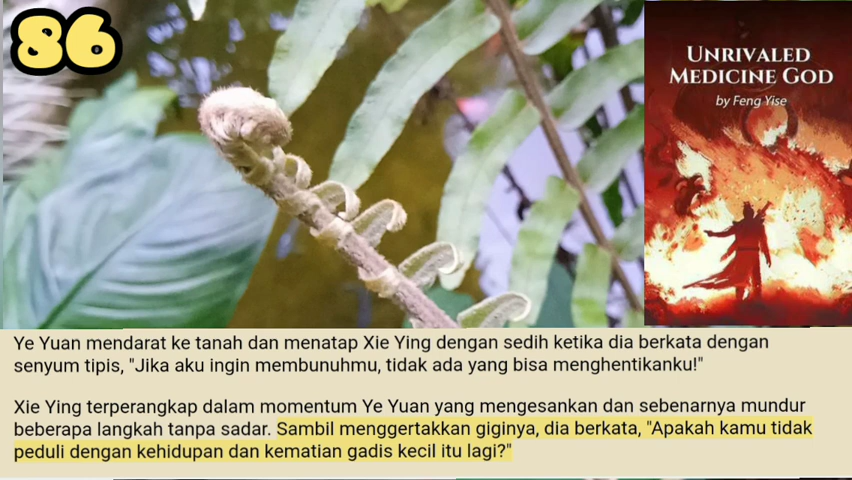 86
UNRIVALED
MEDICINE GOD
by Feng Yise
Ye Yuan mendarat ke tanah dan menatap Xie Ying dengan sedih ketika dia berkata dengan
senyum tipis, "Jika aku ingin membunuhmu, tidak ada yang bisa menghentikanku!"
Xie Ying terperangkap dalam momentum Ye Yuan yang mengesankan dan sebenarnya mundur
beberapa langkah tanpa sadar. Sambil menggertakkan giginya, dia berkata, "Apakah kamu tidak
peduli dengan kehidupan dan kematian gadis kecil itu lagi?"